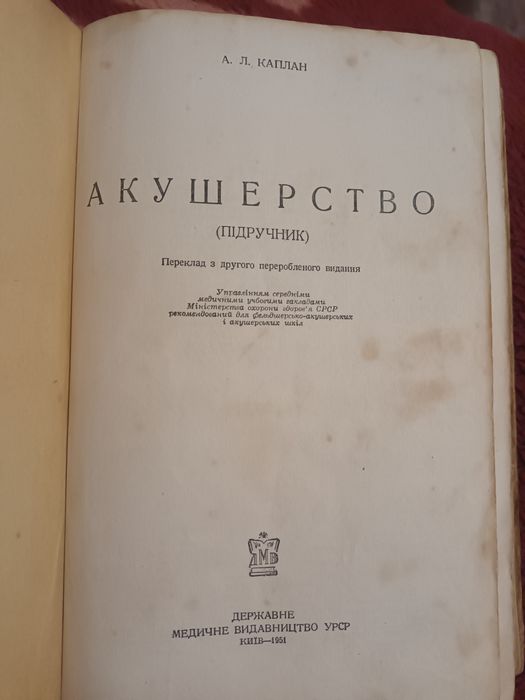 А. Л. КАПЛАН
АКУШЕРСТВО
(ПІДРУЧНИК)
Переклад з другого переробленого видання
Управлінням середніми
медичними учбовими закладами
Міністерства охорони здоров'я СРСР
рекомендований для фельдшерсько-акушерських
і акушерських шкіл
ДМВ
ДЕРЖАВНЕ
МЕДИЧНЕ ВИДАВНИЦТВО УРСР
КИЇВ—1951